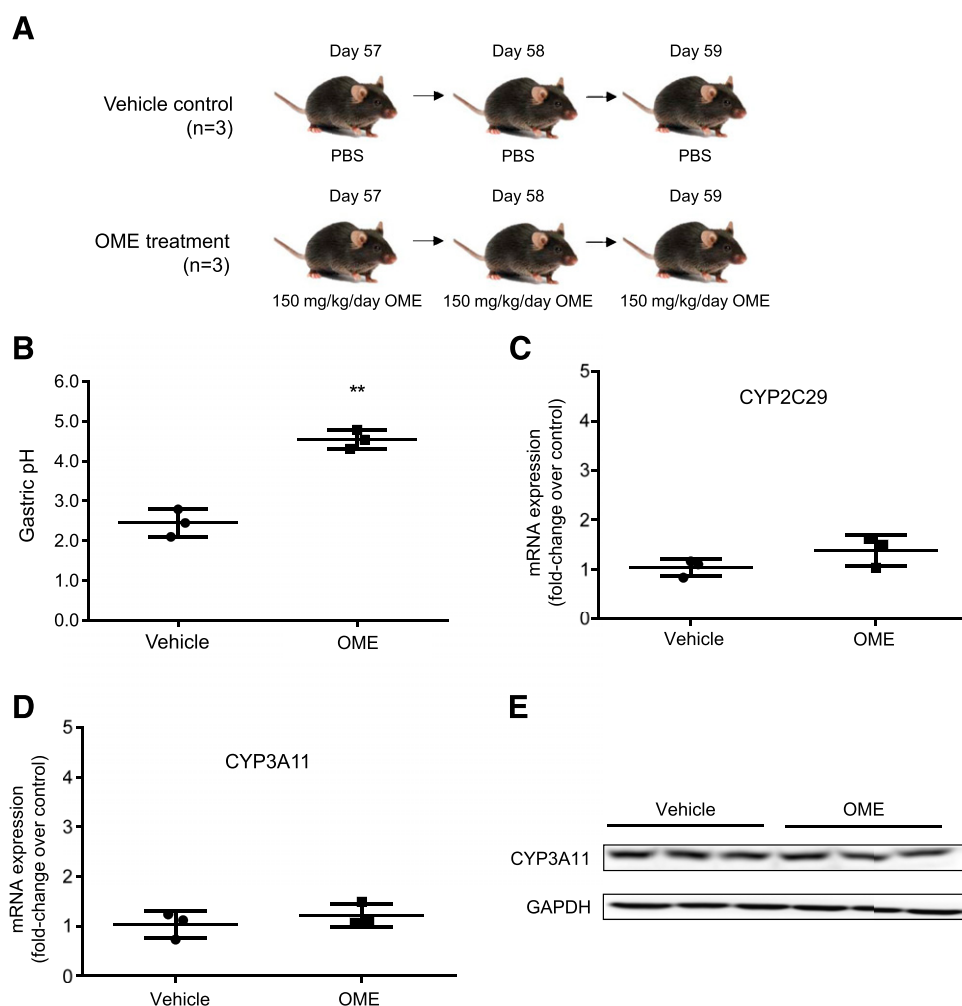 A
Day 57
Day 58
Day 59
Vehicle control
(n=3)
PBS
PBS
PBS
Day 57
Day 58
Day 59
OME treatment
(n=3)
150 mg/kg/day OME
150 mg/kg/day OME
150 mg/kg/day OME
B
Gastric pH
6.0
5.0
4.0
3.0
2.0
1.0
0.0
**
Vehicle
OME
C
CYP2C29
mRNA expression
(fold-change over control)
5
4
3
2
1
0
Vehicle
OME
D
CYP3A11
mRNA expression
(fold-change over control)
5
4
3
2
1
0
Vehicle
OME
E
Vehicle
OME
CYP3A11
GAPDH